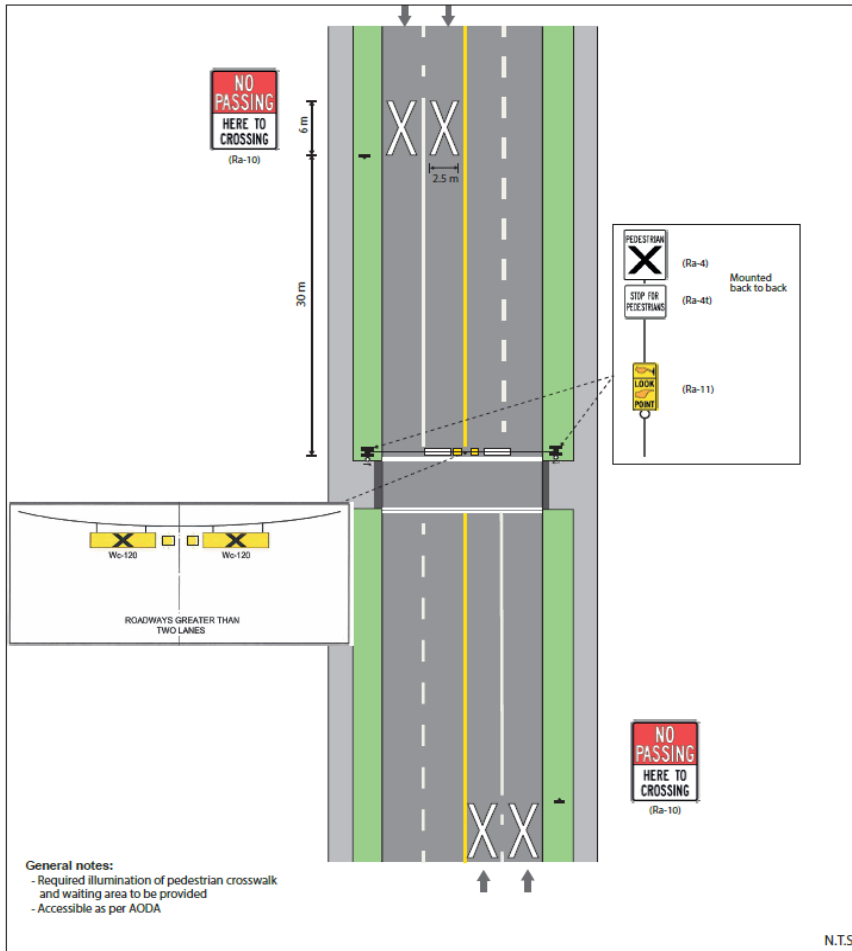 NO
PASSING
HERE TO
CROSSING
(Ra-10)
6 m
2.5 m
30 m
PEDESTRIAN
X
(Ra-4)
STOP FOR
PEDESTRIANS
(Ra-4t)
Mounted
back to back
LOOK
POINT
(Ra-11)
Wc-120
Wc-120
ROADWAYS GREATER THAN
TWO LANES
NO
PASSING
HERE TO
CROSSING
(Ra-10)
General notes:
- Required illumination of pedestrian crosswalk
and waiting area to be provided
- Accessible as per AODA
N.T.S